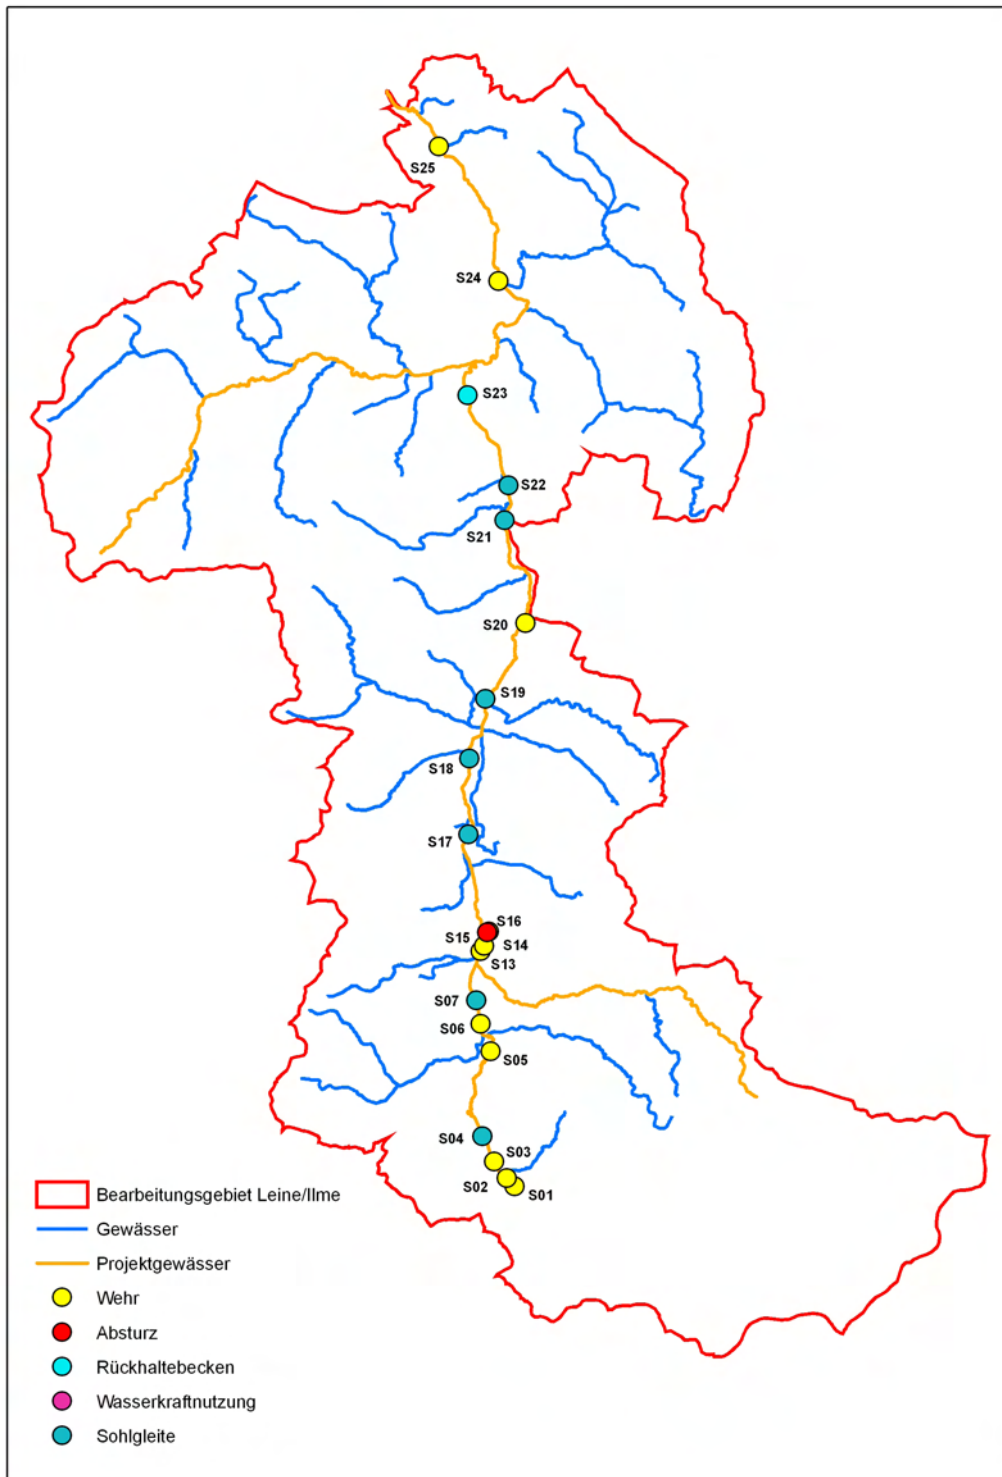 S25
S24
S23
S22
S21
S20
S19
S18
S17
S16
S15
S14
S13
S07
S06
S05
S04
S03
S02
S01
Bearbeitungsgebiet Leine/Ilme
Gewässer
Projektgewässer
Wehr
Absturz
Rückhaltebecken
Wasserkraftnutzung
Sohlgleite